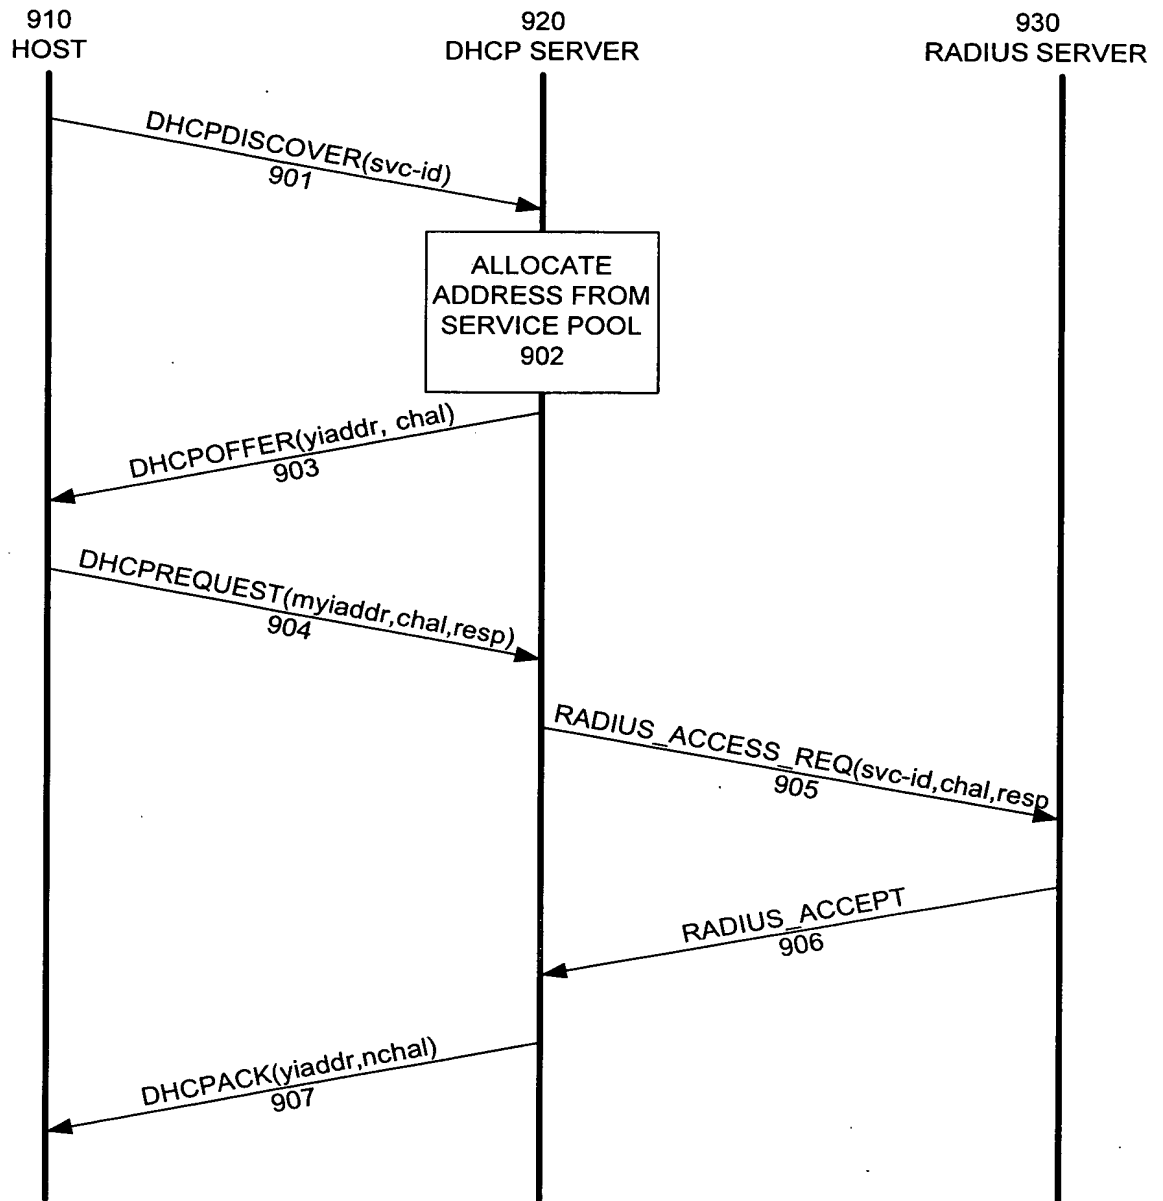 910
HOST
920
DHCP SERVER
930
RADIUS SERVER
DHCPDISCOVER(svc-id)
901
ALLOCATE
ADDRESS FROM
SERVICE POOL
902
DHCPOFFER(yiaddr, chal)
903
DHCPREQUEST(myiaddr,chal,resp)
904
RADIUS_ACCESS_REQ(svc-id,chal,resp
905
RADIUS_ACCEPT
906
DHCPACK(yiaddr,nchal)
907